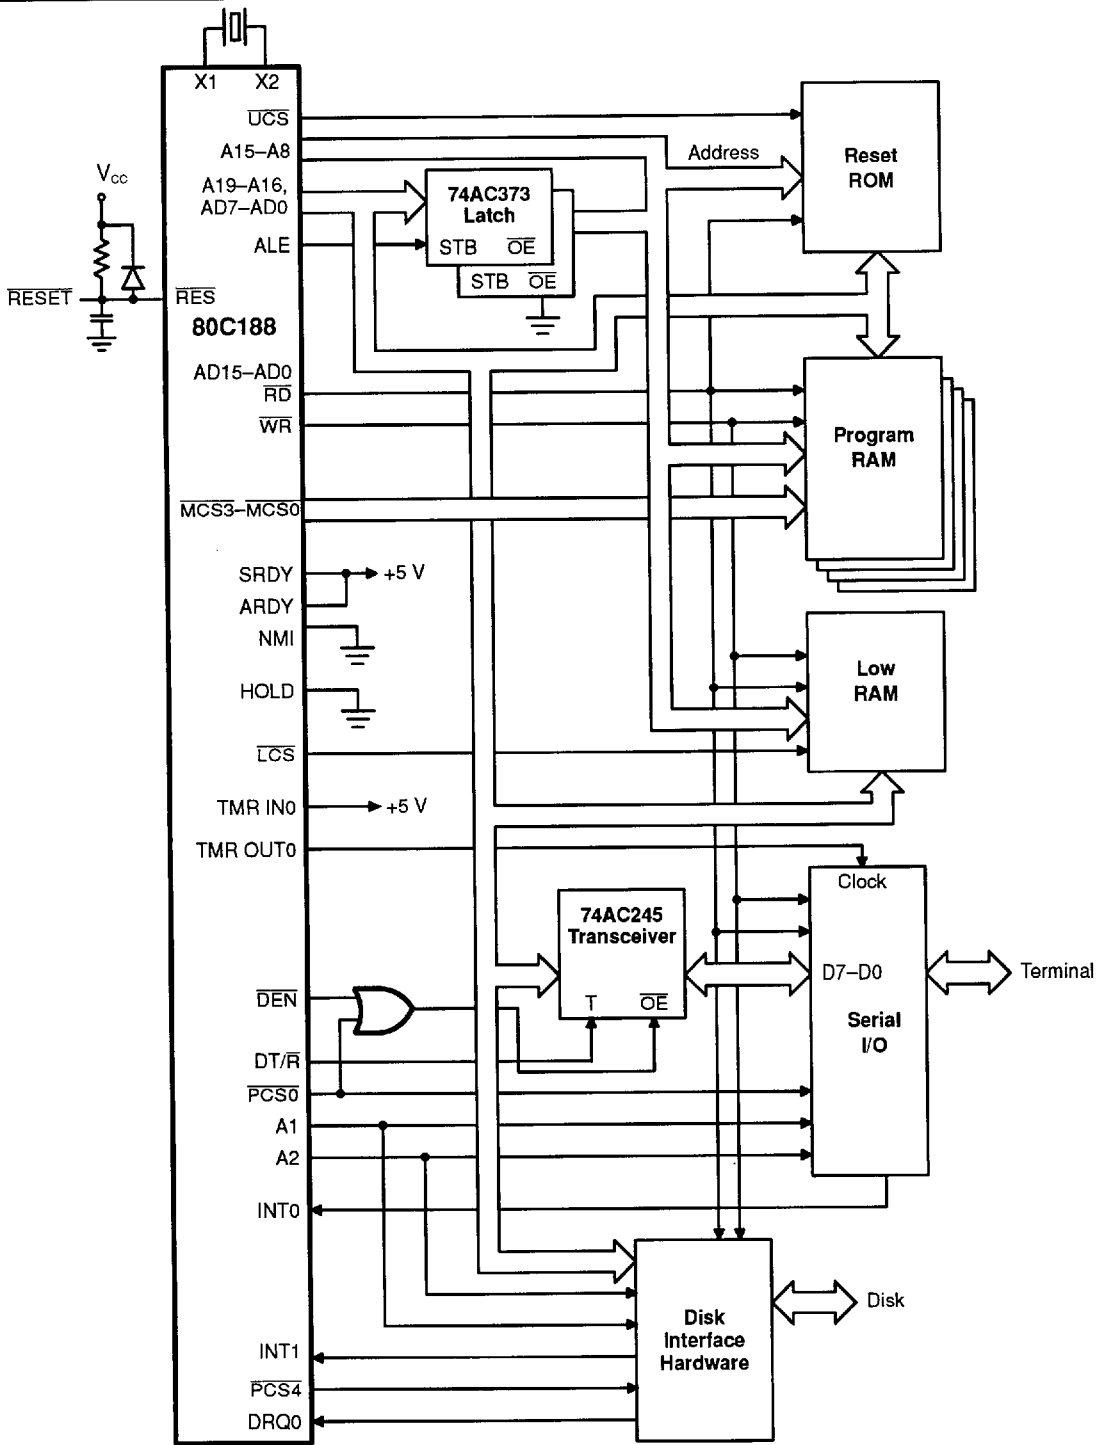 X1 X2
UCS
A15–A8
Address
Reset
ROM
VCC
A19–A16,
AD7–AD0
74AC373
Latch
ALE
STB OE
STB OE
RESET
RES
80C188
AD15–AD0
RD
WR
Program
RAM
MCS3–MCS0
SRDY
+5 V
ARDY
NMI
Low
RAM
HOLD
LCS
TMR IN0
+5 V
TMR OUT0
Clock
74AC245
Transceiver
D7–D0
Terminal
DEN
T OE
Serial
I/O
DT/R
PCS0
A1
A2
INT0
Disk
Disk
Interface
Hardware
INT1
PCS4
DRQ0